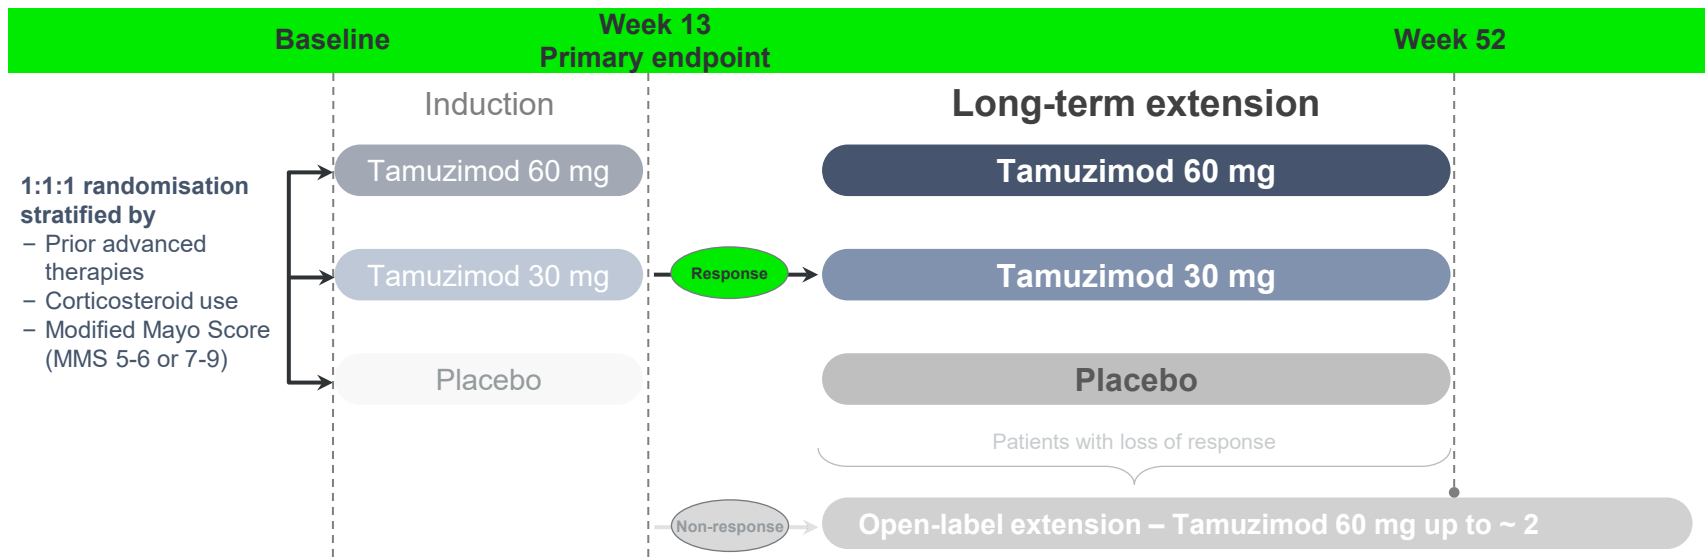 Baseline
Week 13
Primary endpoint
Week 52
Induction
Long-term extension
1:1:1 randomisation
stratified by
− Prior advanced
therapies
− Corticosteroid use
− Modified Mayo Score
(MMS 5-6 or 7-9)
Tamuzimod 60 mg
Tamuzimod 60 mg
Tamuzimod 30 mg
Response
Tamuzimod 30 mg
Placebo
Placebo
Patients with loss of response
Non-response
Open-label extension – Tamuzimod 60 mg up to ~ 2